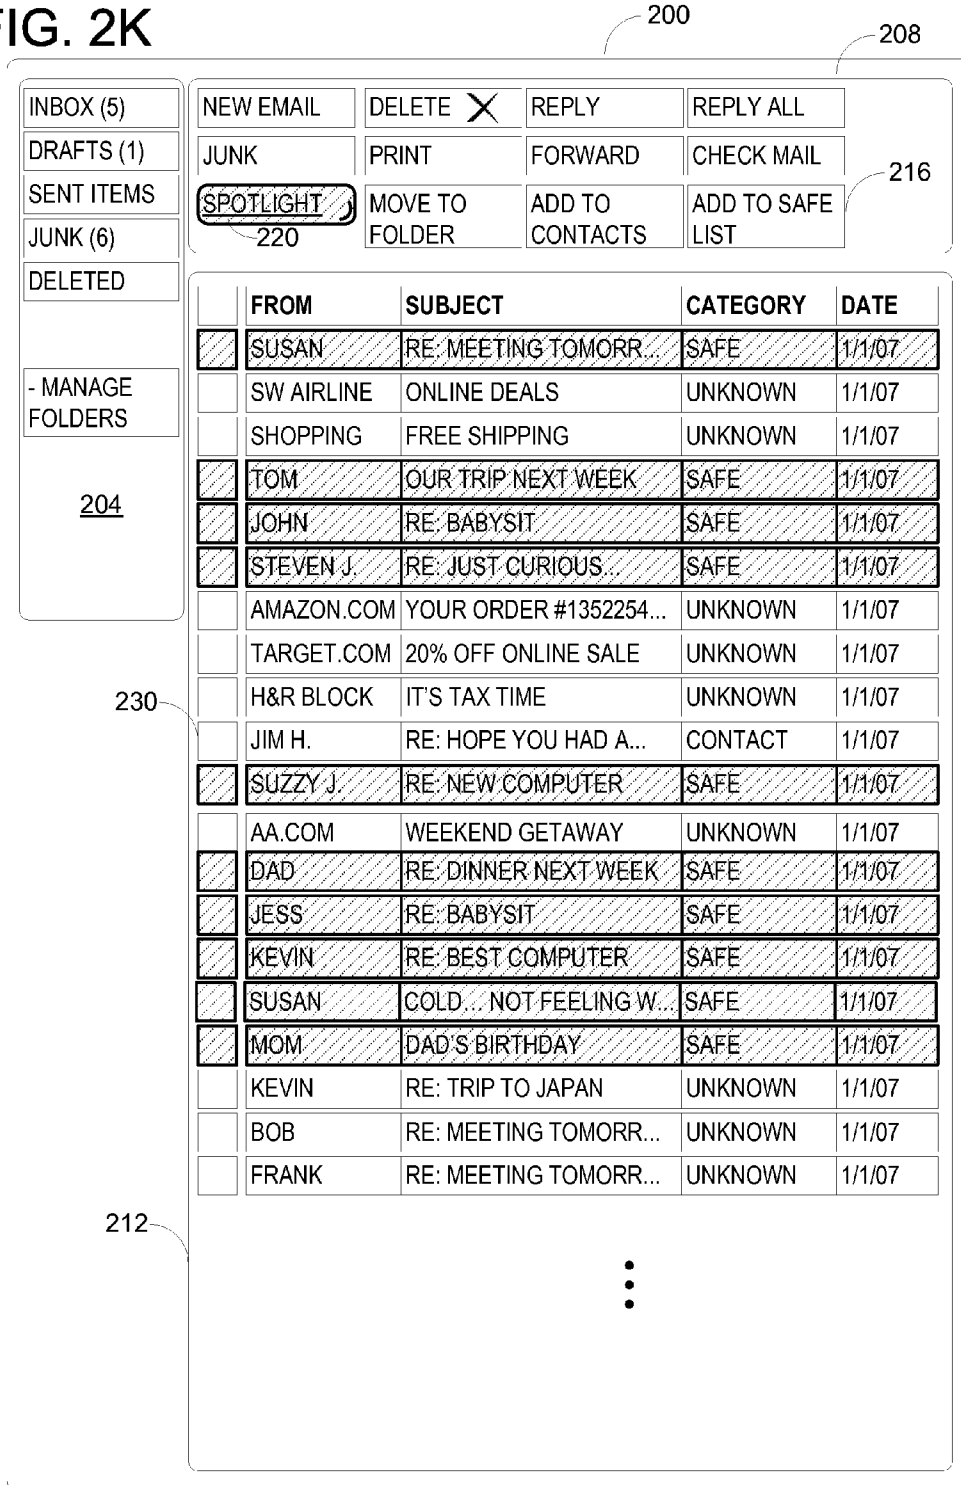 FIG. 2K
200
208
INBOX (5)
DRAFTS (1)
SENT ITEMS
JUNK (6)
DELETED
- MANAGE
FOLDERS
204
NEW EMAIL DELETE X REPLY REPLY ALL
JUNK PRINT FORWARD CHECK MAIL
216
SPOTLIGHT MOVE TO FOLDER ADD TO CONTACTS ADD TO SAFE LIST
220
FROM SUBJECT CATEGORY DATE
SUSAN RE: MEETING TOMORR... SAFE 1/1/07
SW AIRLINE ONLINE DEALS UNKNOWN 1/1/07
SHOPPING FREE SHIPPING UNKNOWN 1/1/07
TOM OUR TRIP NEXT WEEK SAFE 1/1/07
JOHN RE: BABYSIT SAFE 1/1/07
STEVEN J. RE: JUST CURIOUS... SAFE 1/1/07
AMAZON.COM YOUR ORDER #1352254... UNKNOWN 1/1/07
TARGET.COM 20% OFF ONLINE SALE UNKNOWN 1/1/07
H&R BLOCK IT'S TAX TIME UNKNOWN 1/1/07
230
JIM H. RE: HOPE YOU HAD A... CONTACT 1/1/07
SUZZY J. RE: NEW COMPUTER SAFE 1/1/07
AA.COM WEEKEND GETAWAY UNKNOWN 1/1/07
DAD RE: DINNER NEXT WEEK SAFE 1/1/07
JESS RE: BABYSIT SAFE 1/1/07
KEVIN RE: BEST COMPUTER SAFE 1/1/07
SUSAN COLD... NOT FEELING W... SAFE 1/1/07
MOM DAD'S BIRTHDAY SAFE 1/1/07
KEVIN RE: TRIP TO JAPAN UNKNOWN 1/1/07
BOB RE: MEETING TOMORR... UNKNOWN 1/1/07
FRANK RE: MEETING TOMORR... UNKNOWN 1/1/07
212